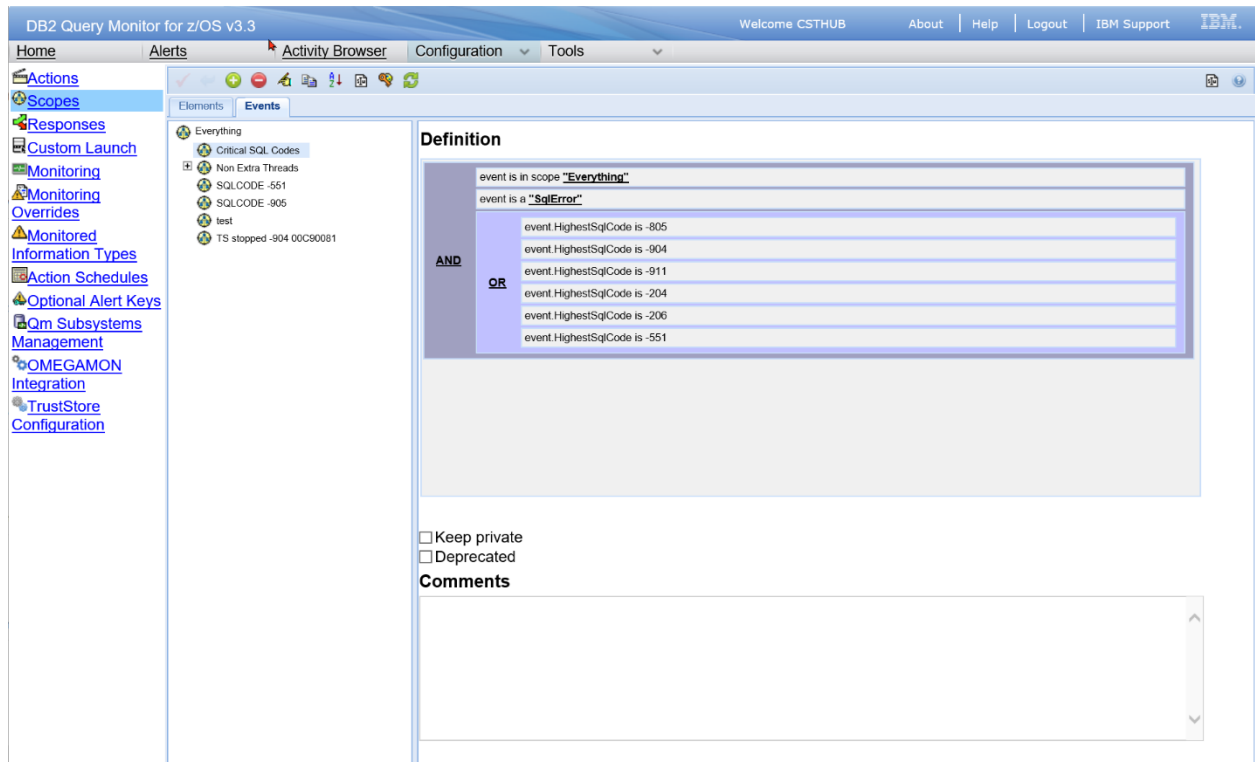 DB2 Query Monitor for z/OS v3.3
Welcome CSTHUB
About | Help | Logout | IBM Support
IBM.
Home Alerts Activity Browser Configuration Tools
Actions
Scopes
Responses
Custom Launch
Monitoring
Monitoring
Overrides
Monitored
Information Types
Action Schedules
Optional Alert Keys
Qm Subsystems
Management
OMEGAMON
Integration
TrustStore
Configuration
Elements Events
Everything
Critical SQL Codes
Non Extra Threads
SQLCODE -551
SQLCODE -905
test
TS stopped -904 00C90081
Definition
AND
event is in scope "Everything"
event is a "SqlError"
OR
event.HighestSqlCode is -805
event.HighestSqlCode is -904
event.HighestSqlCode is -911
event.HighestSqlCode is -204
event.HighestSqlCode is -206
event.HighestSqlCode is -551
Keep private
Deprecated
Comments